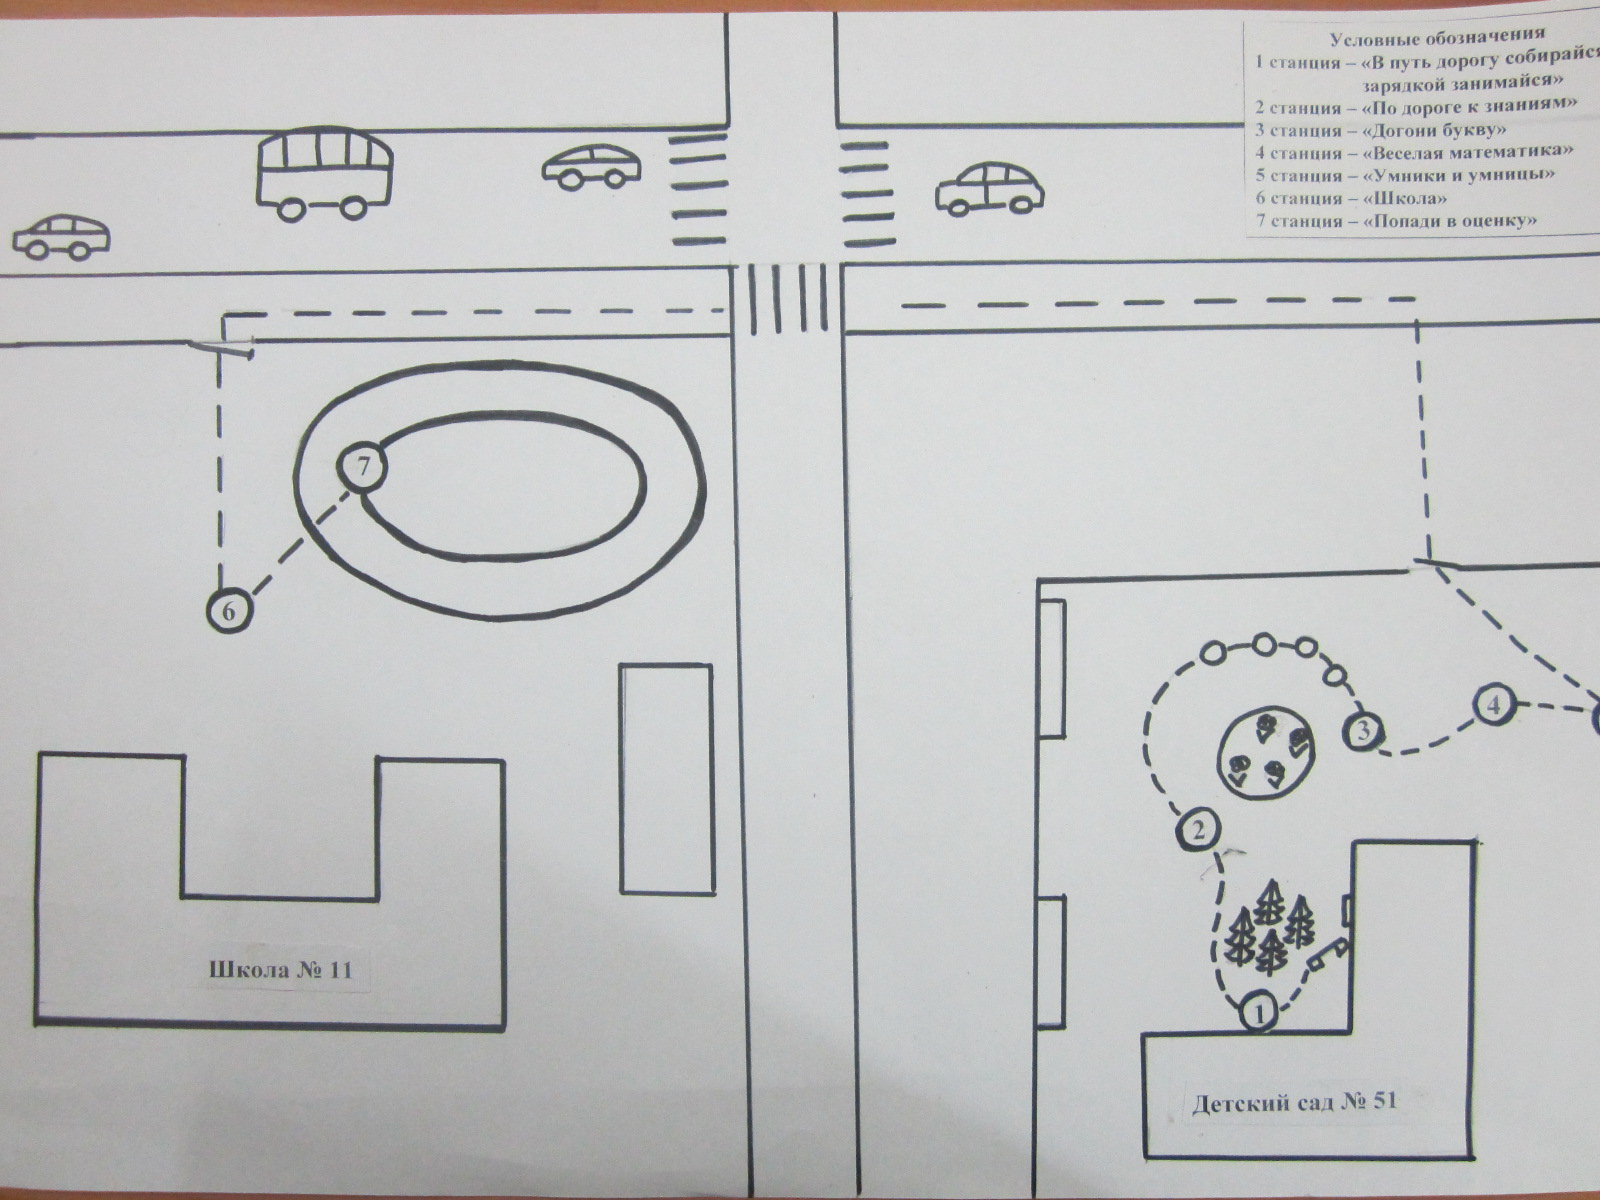 Условные обозначения
1 станция – «В путь дорогу собирайся
зарядкой занимайся»
2 станция – «По дороге к знаниям»
3 станция – «Догони букву»
4 станция – «Веселая математика»
5 станция – «Умники и умницы»
6 станция – «Школа»
7 станция – «Попади в оценку»
7
6
4
3
2
1
Школа № 11
Детский сад № 51